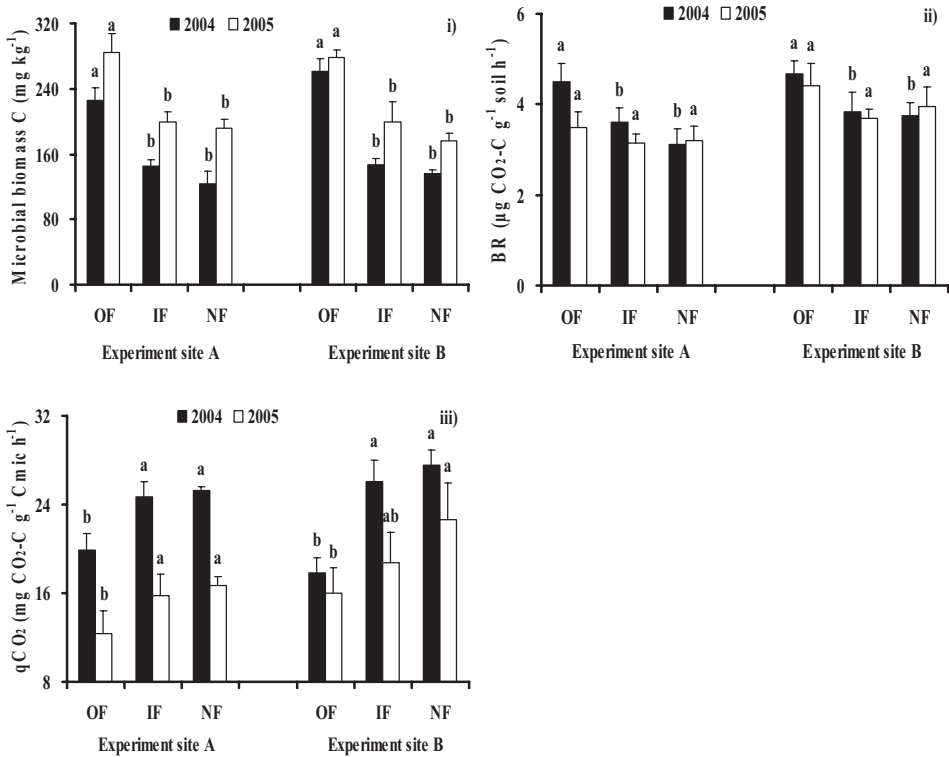 Microbial biomass C (mg kg-1)
320
240
160
80
0
2004 2005
i)
a a b b b b
a a b b b b
OF IF NF OF IF NF
Experiment site A Experiment site B
BR (µg CO2-C g-1 soil h-1)
6
4
2
0
2004 2005
ii)
a a b a b a
a a b a b a
OF IF NF OF IF NF
Experiment site A Experiment site B
qCO2 (mg CO2-C g-1 Cmic h-1)
32
24
16
8
2004 2005
iii)
b b a a a a
b b a ab a a
OF IF NF OF IF NF
Experiment site A Experiment site B